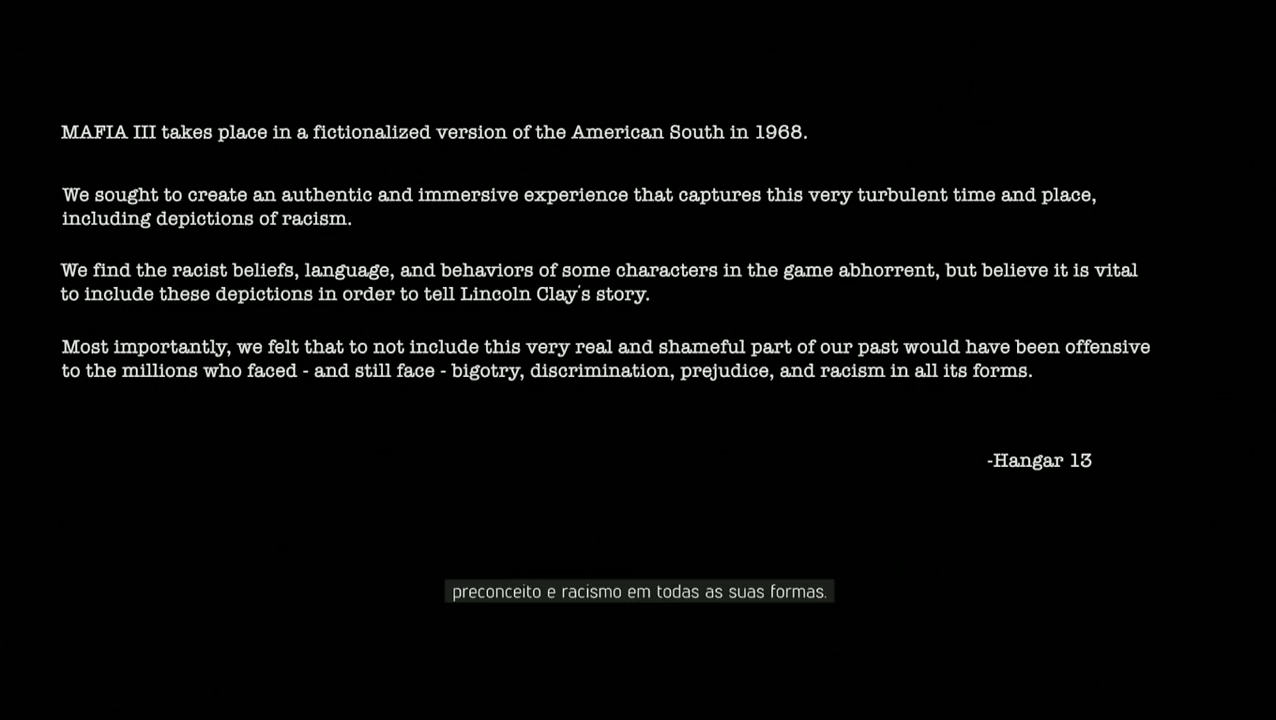 MAFIA III takes place in a fictionalized version of the American South in 1968.
We sought to create an authentic and immersive experience that captures this very turbulent time and place,
including depictions of racism.
We find the racist beliefs, language, and behaviors of some characters in the game abhorrent, but believe it is vital
to include these depictions in order to tell Lincoln Clay's story.
Most importantly, we felt that to not include this very real and shameful part of our past would have been offensive
to the millions who faced - and still face - bigotry, discrimination, prejudice, and racism in all its forms.
-Hangar 13
preconceito e racismo em todas as suas formas.